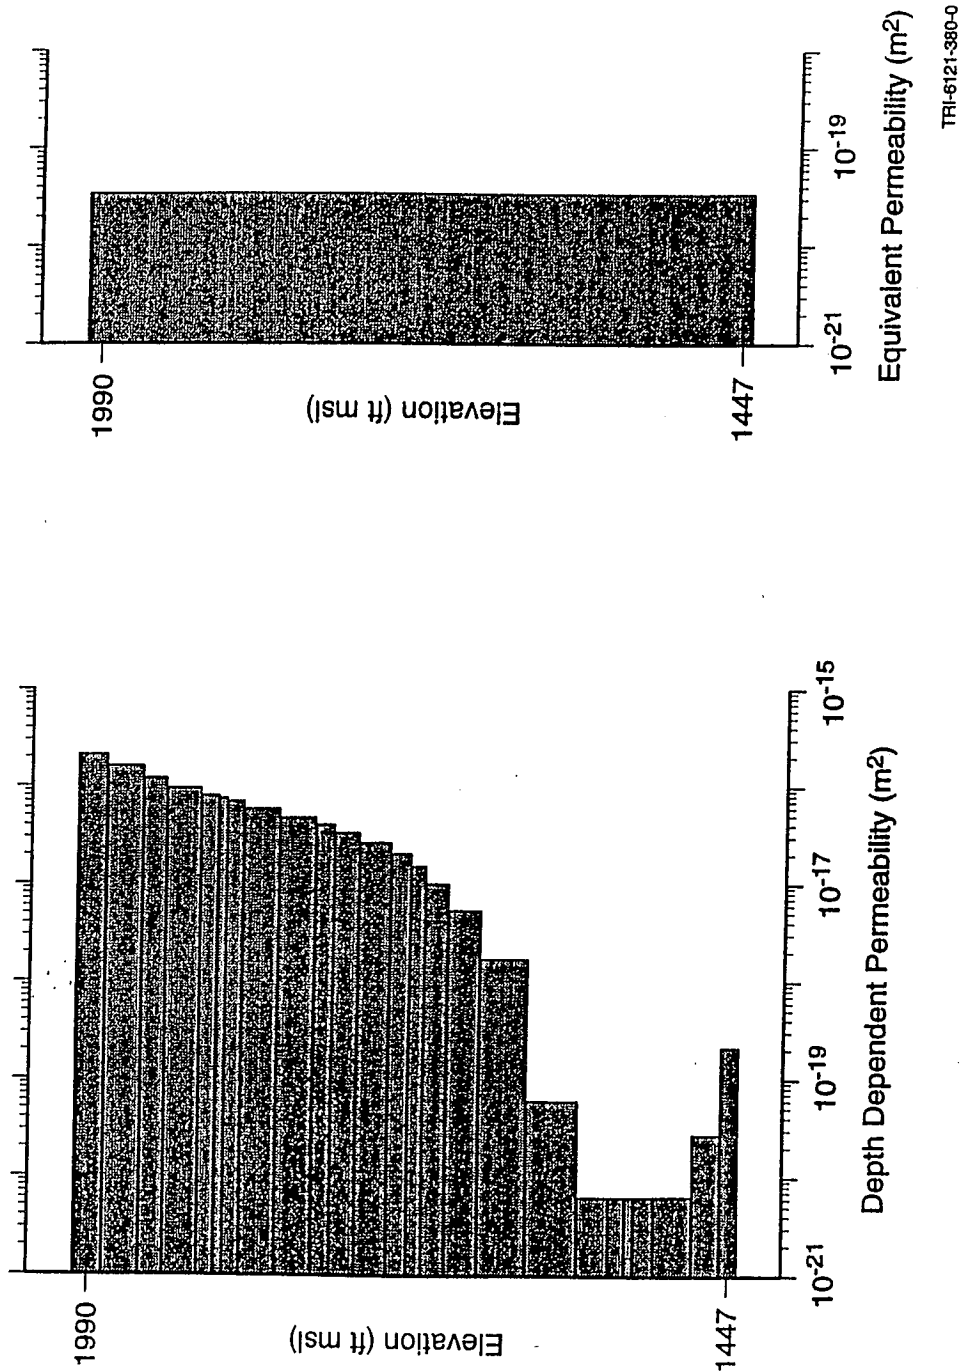 1990
Elevation (ft msl)
1447
10-21
10-19
Equivalent Permeability (m2)
TRI-6121-380-0
1990
Elevation (ft msl)
1447
10-21
10-19
10-17
10-15
Depth Dependent Permeability (m2)